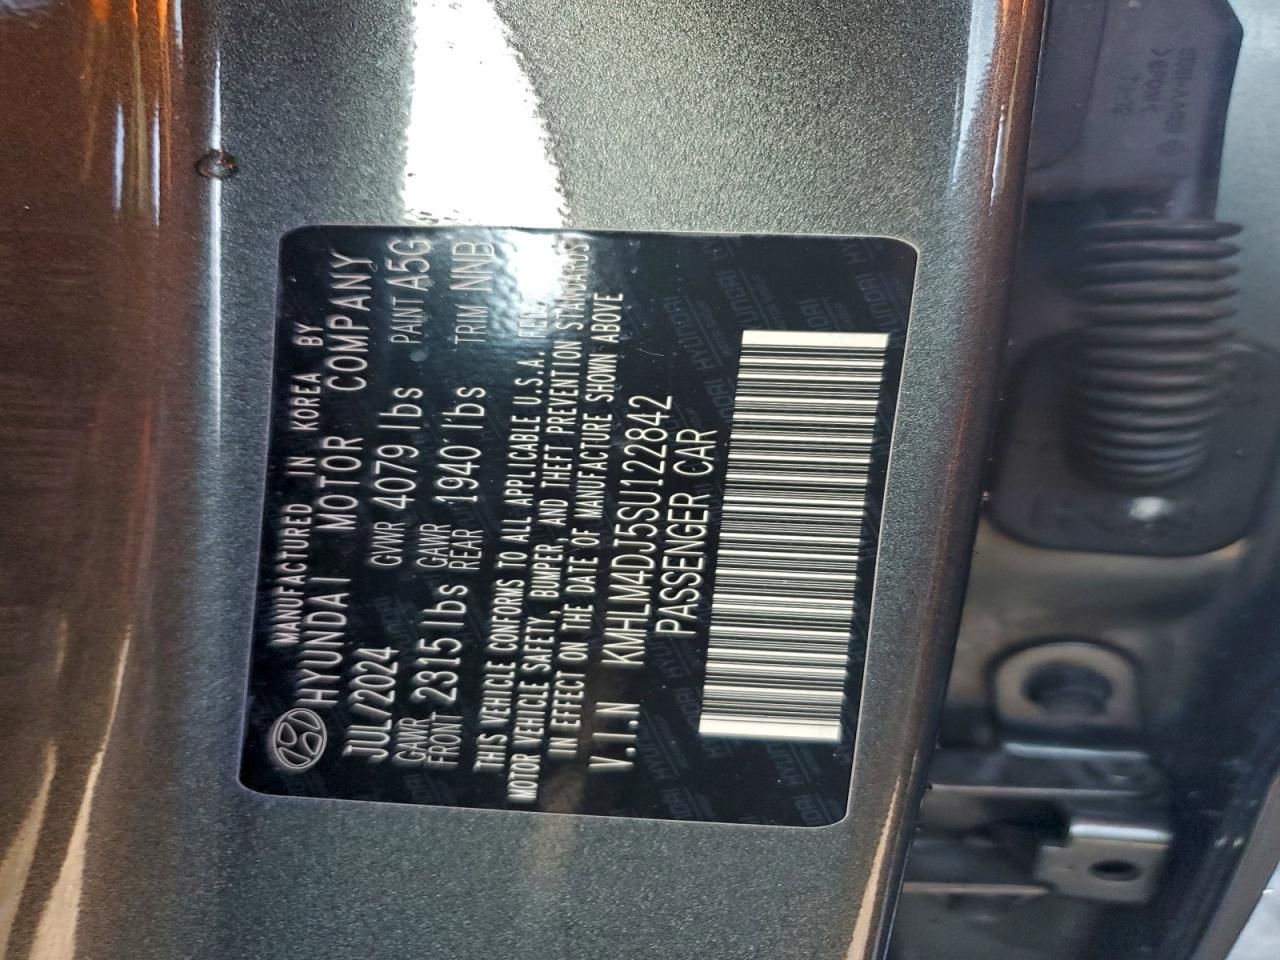 MANUFACTURED IN KOREA BY
HYUNDAI MOTOR COMPANY
JUL/2024 GVWR 4079 lbs PAINT A5G
GAWR FRONT 2315 lbs GAWR REAR 1940 lbs TRIM NNB
THIS VEHICLE CONFORMS TO ALL APPLICABLE U.S.A.
MOTOR VEHICLE SAFETY, BUMPER, AND THEFT PREVENTION STANDARDS
IN EFFECT ON THE DATE OF MANUFACTURE SHOWN ABOVE
V.I.N KMHLM4DJ5SU122842
PASSENGER CAR